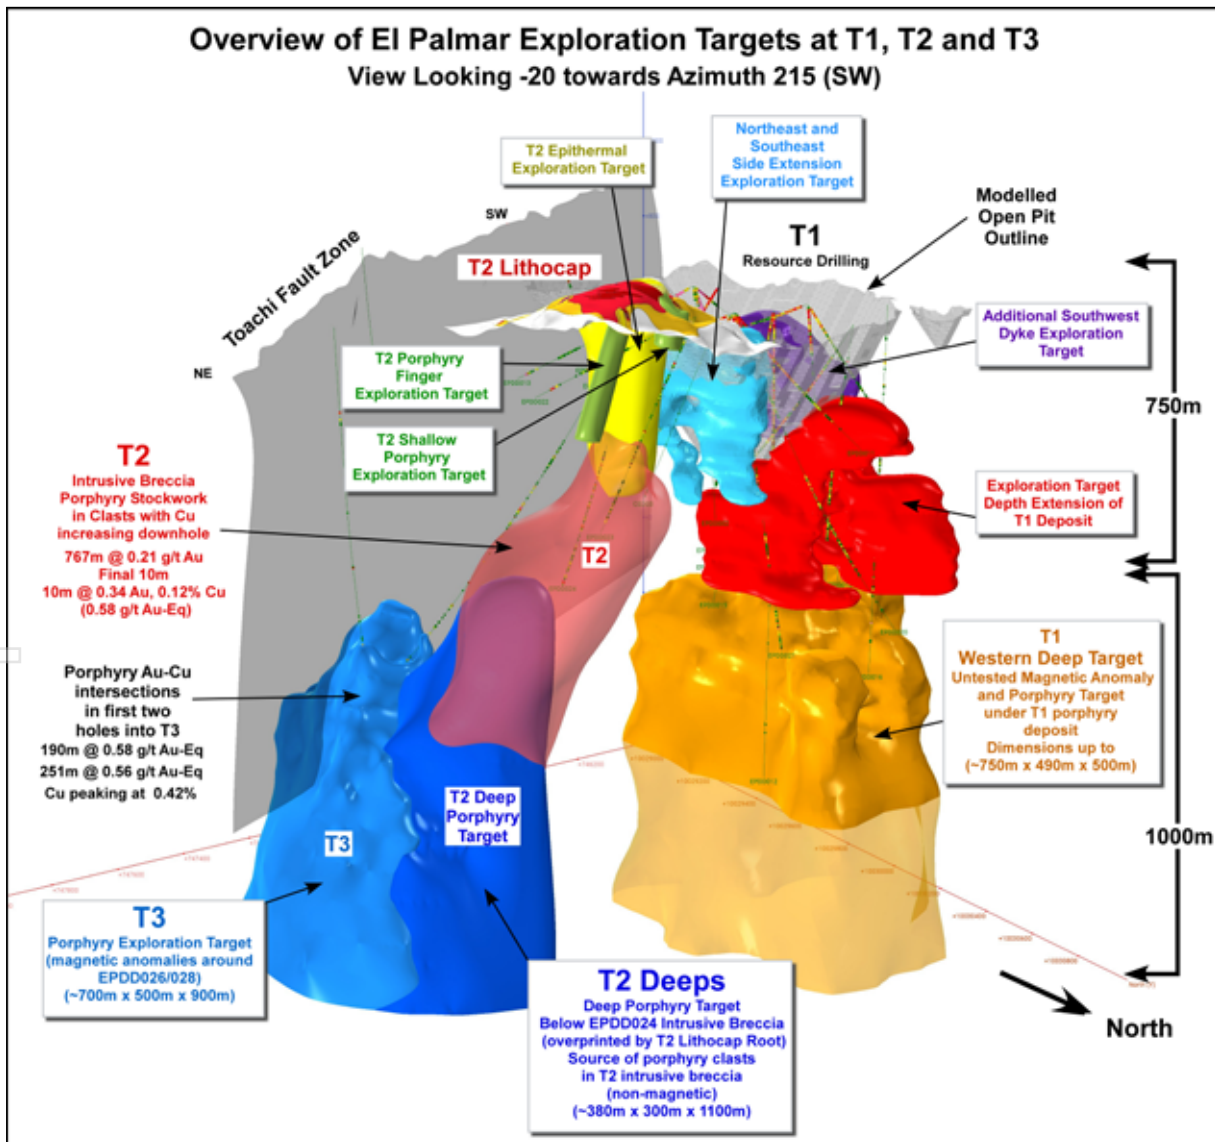 Overview of El Palmar Exploration Targets at T1, T2 and T3
View Looking -20 towards Azimuth 215 (SW)
T2 Epithermal
Exploration Target
Northeast and
Southeast
Side Extension
Exploration Target
Modelled
Open Pit
Outline
SW
T1
Resource Drilling
Toachi Fault Zone
T2 Lithocap
NE
Additional Southwest
Dyke Exploration
Target
T2 Porphyry
Finger
Exploration Target
750m
T2 Shallow
Porphyry
Exploration Target
T2
Intrusive Breccia
Porphyry Stockwork
in Clasts with Cu
increasing downhole
767m @ 0.21 g/t Au
Final 10m
10m @ 0.34 Au, 0.12% Cu
(0.58 g/t Au-Eq)
Exploration Target
Depth Extension of
T1 Deposit
T2
T1
Western Deep Target
Untested Magnetic Anomaly
and Porphyry Target
under T1 porphyry
deposit
Dimensions up to
(~750m x 490m x 500m)
Porphyry Au-Cu
intersections
in first two
holes into T3
190m @ 0.58 g/t Au-Eq
251m @ 0.56 g/t Au-Eq
Cu peaking at 0.42%
T2 Deep
Porphyry
Target
T3
1000m
T3
Porphyry Exploration Target
(magnetic anomalies around
EPDD026/028)
(~700m x 500m x 900m)
T2 Deeps
Deep Porphyry Target
Below EPDD024 Intrusive Breccia
(overprinted by T2 Lithocap Root)
Source of porphyry clasts
in T2 intrusive breccia
(non-magnetic)
(~380m x 300m x 1100m)
North